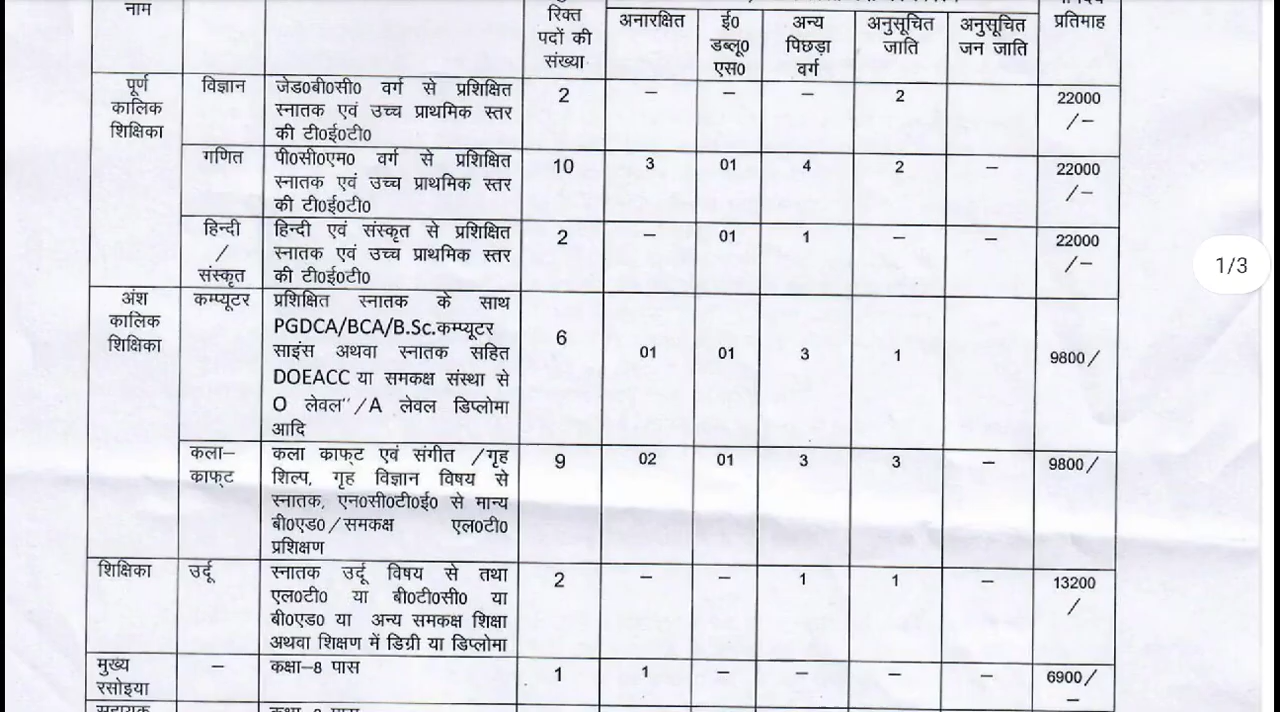 नाम
रिक्त
पदों की
संख्या
अनारक्षित
ई0
डब्लू0
एस0
अन्य
पिछड़ा
वर्ग
अनुसूचित
जाति
अनुसूचित
जन जाति
प्रतिमाह
पूर्ण
कालिक
शिक्षिका
विज्ञान
जेड0बी0सी0 वर्ग से प्रशिक्षित
स्नातक एवं उच्च प्राथमिक स्तर
की टी0ई0टी0
2
–
–
–
2
22000
/–
गणित
पी0सी0एम0 वर्ग से प्रशिक्षित
स्नातक एवं उच्च प्राथमिक स्तर
की टी0ई0टी0
10
3
01
4
2
–
22000
/–
हिन्दी
/
संस्कृत
हिन्दी एवं संस्कृत से प्रशिक्षित
स्नातक एवं उच्च प्राथमिक स्तर
की टी0ई0टी0
2
–
01
1
–
–
22000
/–
1/3
अंश
कालिक
शिक्षिका
कम्प्यूटर
प्रशिक्षित स्नातक के साथ
PGDCA/BCA/B.Sc.कम्प्यूटर
साइंस अथवा स्नातक सहित
DOEACC या समकक्ष संस्था से
O लेवल"/A लेवल डिप्लोमा
आदि
6
01
01
3
1
9800/
कला–
काफ्ट
कला काफ्ट एवं संगीत /गृह
शिल्प, गृह विज्ञान विषय से
स्नातक, एन0सी0टी0ई0 से मान्य
बी0एड0/समकक्ष एल0टी0
प्रशिक्षण
9
02
01
3
3
–
9800/
शिक्षिका
उर्दू
स्नातक उर्दू विषय से तथा
एल0टी0 या बी0टी0सी0 या
बी0एड0 या अन्य समकक्ष शिक्षा
अथवा शिक्षण में डिग्री या डिप्लोमा
2
–
–
1
1
–
13200
/
मुख्य
रसोइया
–
कक्षा–8 पास
1
1
–
–
–
–
6900/
–